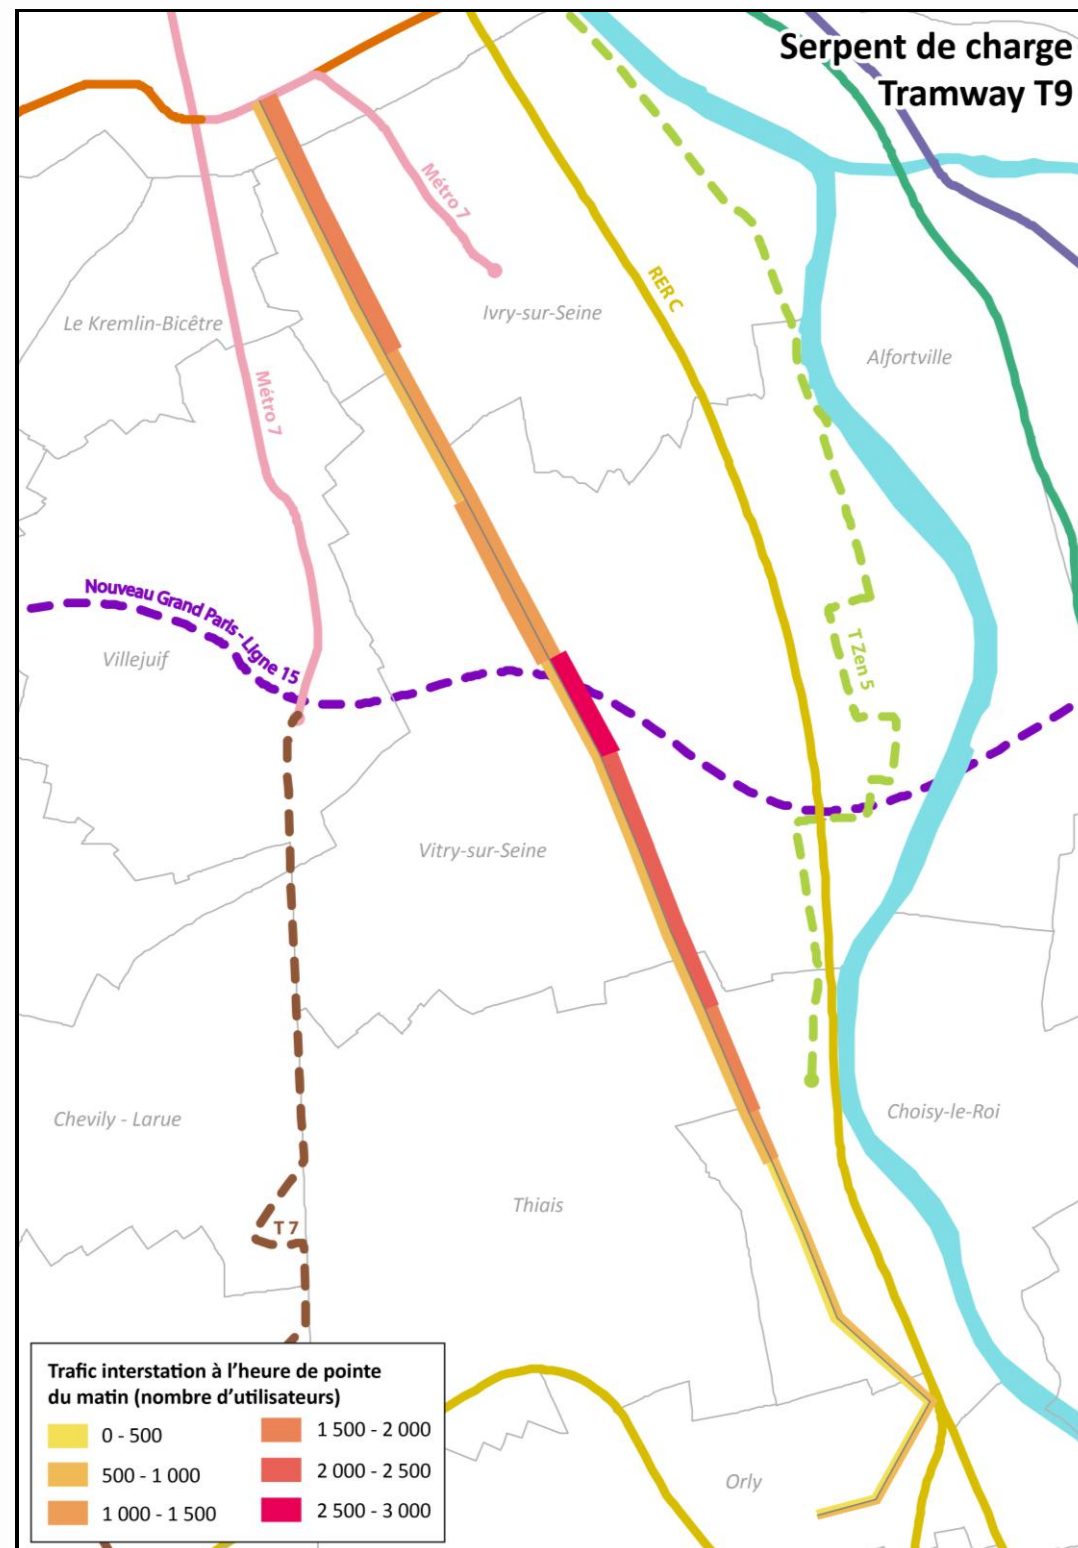 Serpent de charge
Tramway T9
Métro 7
Ivry-sur-Seine
RER C
Le Kremlin-Bicêtre
Alfortville
Métro 7
Nouveau Grand Paris - Ligne 15
Villejuif
T Zen 5
Vitry-sur-Seine
Chevily - Larue
Choisy-le-Roi
Thiais
T 7
Orly
Trafic interstation à l'heure de pointe
du matin (nombre d'utilisateurs)
0 - 500
500 - 1 000
1 000 - 1 500
1 500 - 2 000
2 000 - 2 500
2 500 - 3 000